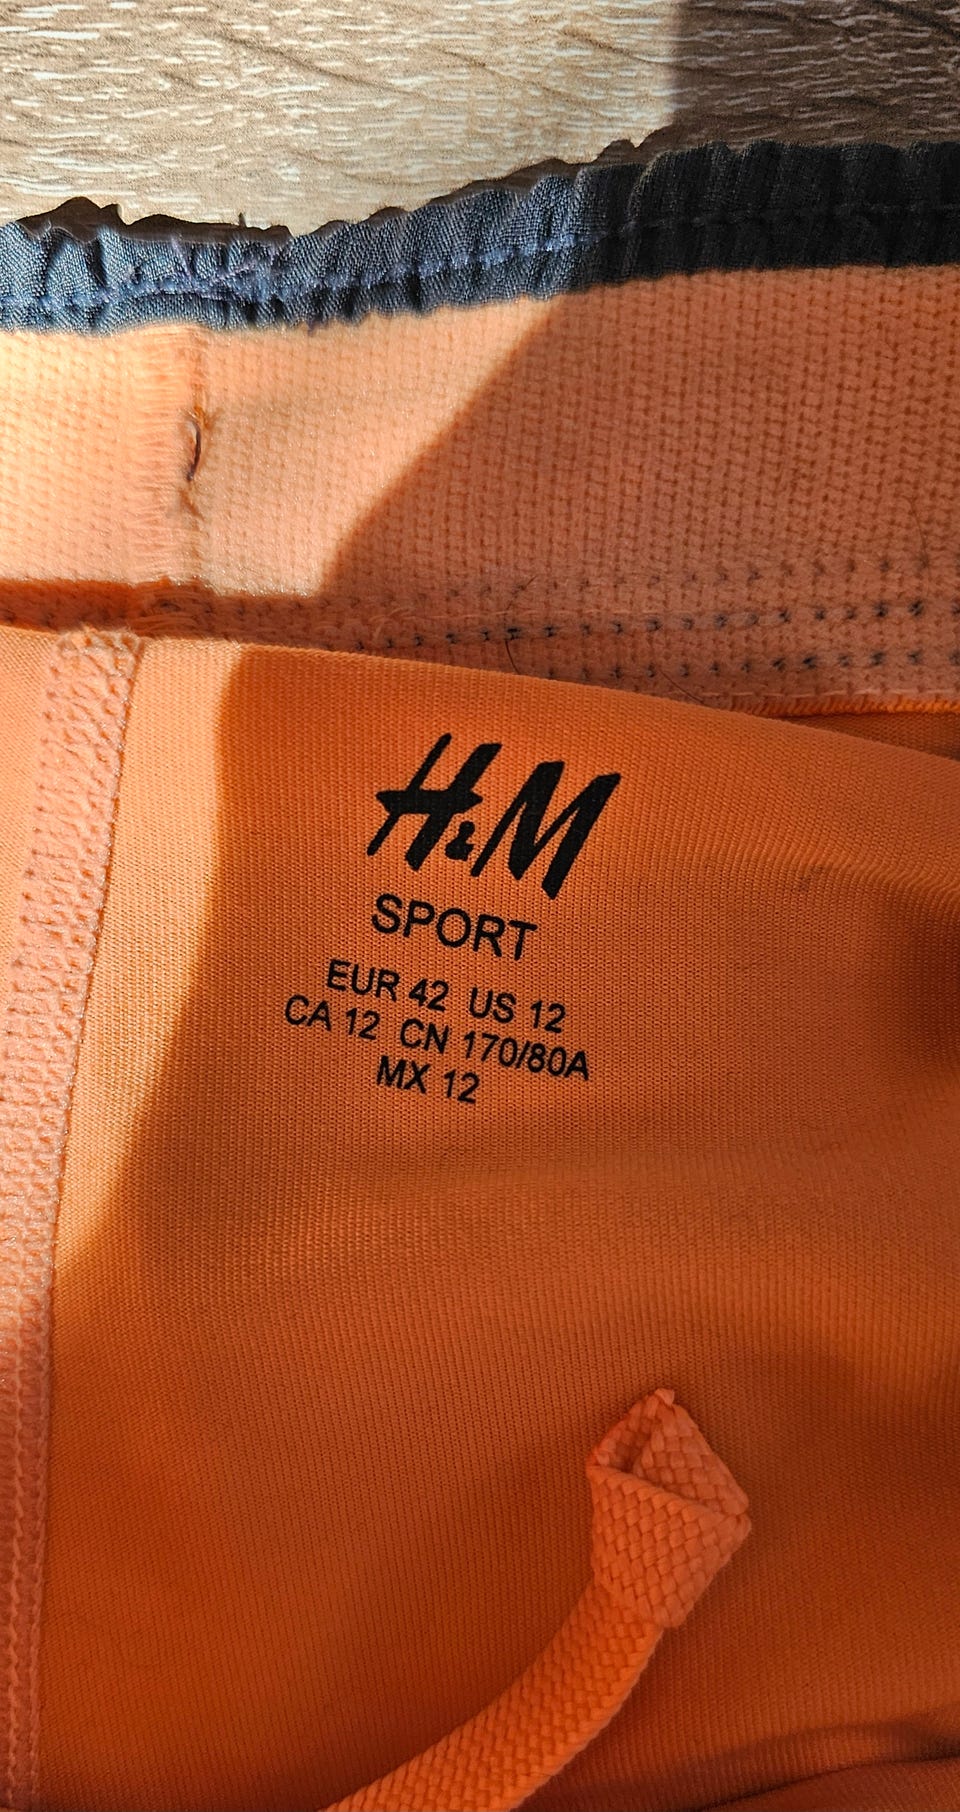 H&M
SPORT
EUR 42 US 12
CA 12 CN 170/80A
MX 12